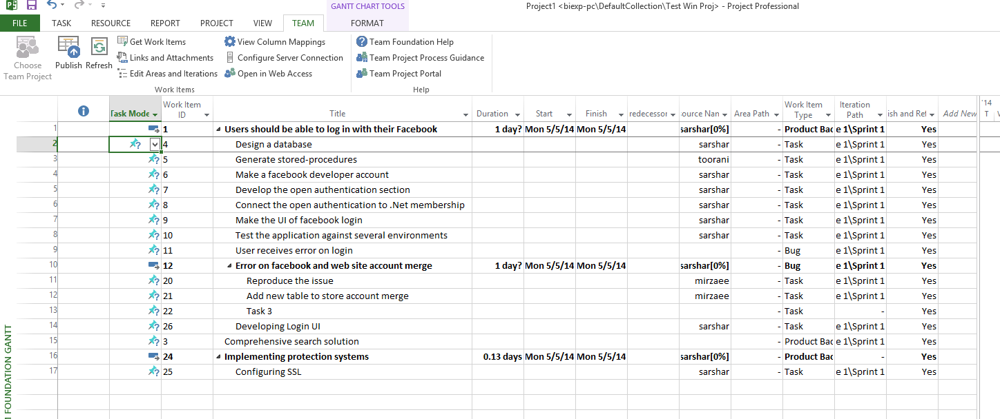 Project1 <biexp-pc\DefaultCollection\Test Win Proj> - Project Professional
GANTT CHART TOOLS
FILE TASK RESOURCE REPORT PROJECT VIEW TEAM FORMAT
Choose Team Project
Publish
Refresh
Get Work Items
Links and Attachments
Edit Areas and Iterations
View Column Mappings
Configure Server Connection
Open in Web Access
Work Items
Team Foundation Help
Team Project Process Guidance
Team Project Portal
Help
Task Mode Work Item ID Title Duration Start Finish redecessor ource Nan Area Path Work Item Type Iteration Path ish and Ref Add New '14 T
1 1 Users should be able to log in with their Facebook 1 day? Mon 5/5/14 Mon 5/5/14 sarshar[0%] - Product Bac e 1\Sprint 1 Yes
2 4 Design a database sarshar - Task e 1\Sprint 1 Yes
3 5 Generate stored-procedures toorani - Task e 1\Sprint 1 Yes
4 6 Make a facebook developer account sarshar - Task e 1\Sprint 1 Yes
5 7 Develop the open authentication section sarshar - Task e 1\Sprint 1 Yes
6 8 Connect the open authentication to .Net membership sarshar - Task e 1\Sprint 1 Yes
7 9 Make the UI of facebook login sarshar - Task e 1\Sprint 1 Yes
8 10 Test the application against several environments sarshar - Task e 1\Sprint 1 Yes
9 11 User receives error on login - Bug e 1\Sprint 1 Yes
10 12 Error on facebook and web site account merge 1 day? Mon 5/5/14 Mon 5/5/14 sarshar[0%] - Bug e 1\Sprint 1 Yes
11 20 Reproduce the issue mirzaee - Task e 1\Sprint 1 Yes
12 21 Add new table to store account merge mirzaee - Task e 1\Sprint 1 Yes
13 22 Task 3 - Task - Yes
14 26 Developing Login UI sarshar - Task e 1\Sprint 1 Yes
15 3 Comprehensive search solution - Product Bac e 1\Sprint 1 Yes
16 24 Implementing protection systems 0.13 days Mon 5/5/14 Mon 5/5/14 sarshar[0%] - Product Bac - Yes
17 25 Configuring SSL sarshar - Task e 1\Sprint 1 Yes
FOUNDATION GANTT